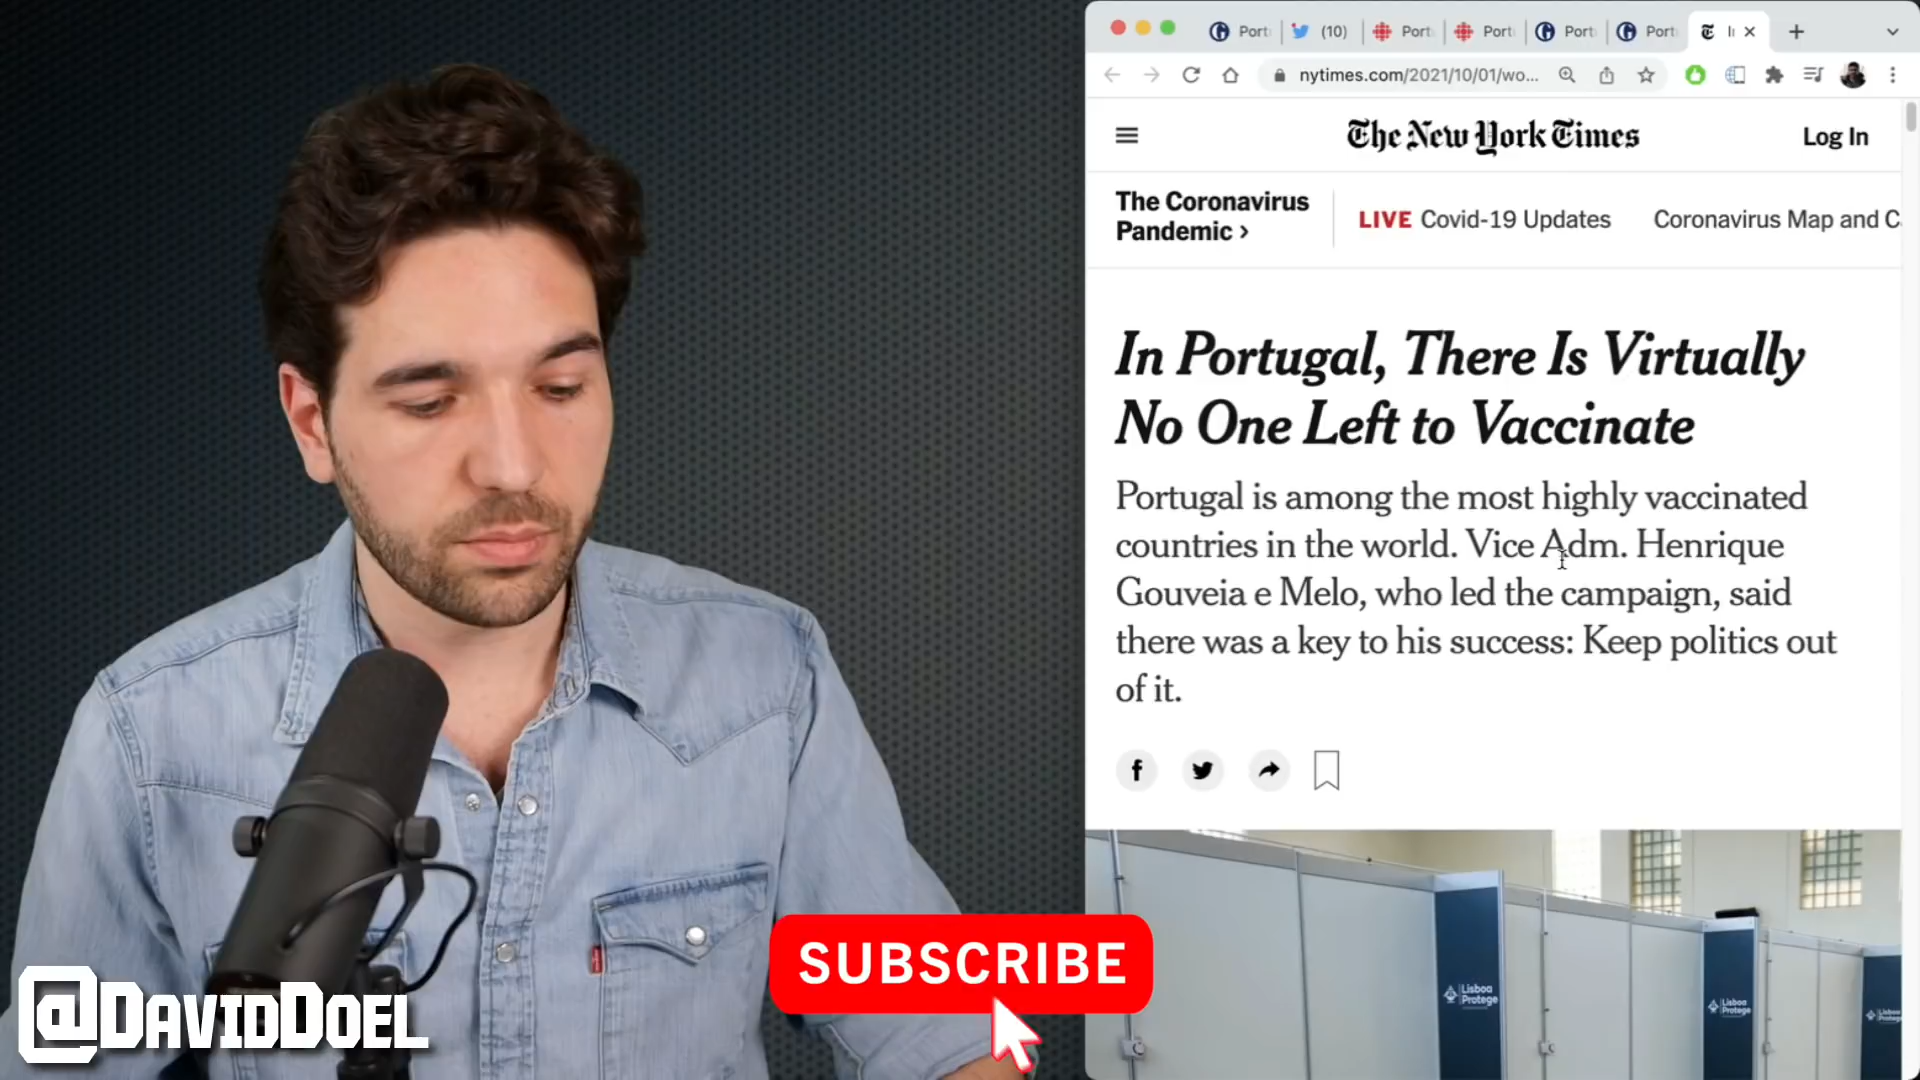 Port
(10)
Port
Port
Port
Port
nytimes.com/2021/10/01/wo...
The New York Times
Log In
The Coronavirus
Pandemic >
LIVE Covid-19 Updates
Coronavirus Map and C
In Portugal, There Is Virtually
No One Left to Vaccinate
Portugal is among the most highly vaccinated
countries in the world. Vice Adm. Henrique
Gouveia e Melo, who led the campaign, said
there was a key to his success: Keep politics out
of it.
Lisboa
Protege
Lisboa
Protege
SUBSCRIBE
@DAVIDDOEL